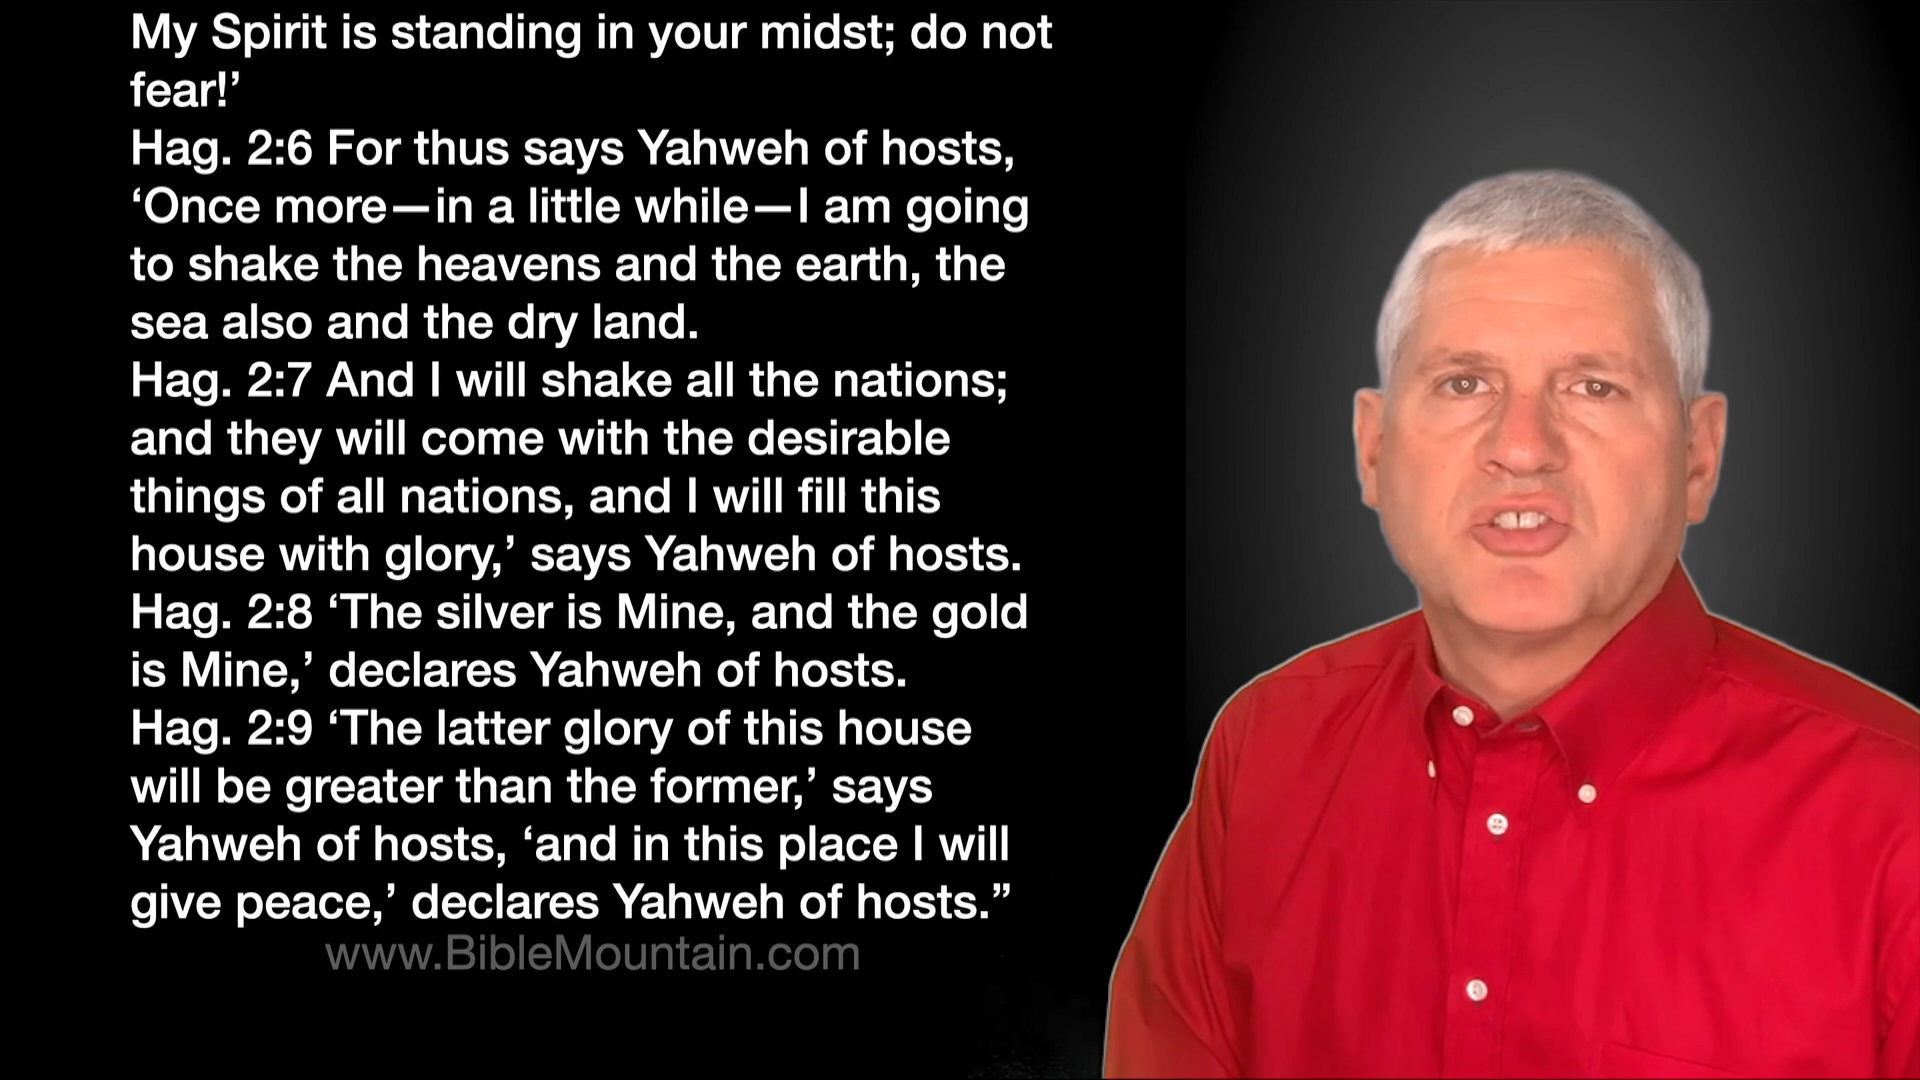 My Spirit is standing in your midst; do not
fear!’
Hag. 2:6 For thus says Yahweh of hosts,
‘Once more—in a little while—I am going
to shake the heavens and the earth, the
sea also and the dry land.
Hag. 2:7 And I will shake all the nations;
and they will come with the desirable
things of all nations, and I will fill this
house with glory,’ says Yahweh of hosts.
Hag. 2:8 ‘The silver is Mine, and the gold
is Mine,’ declares Yahweh of hosts.
Hag. 2:9 ‘The latter glory of this house
will be greater than the former,’ says
Yahweh of hosts, ‘and in this place I will
give peace,’ declares Yahweh of hosts.”
www.BibleMountain.com